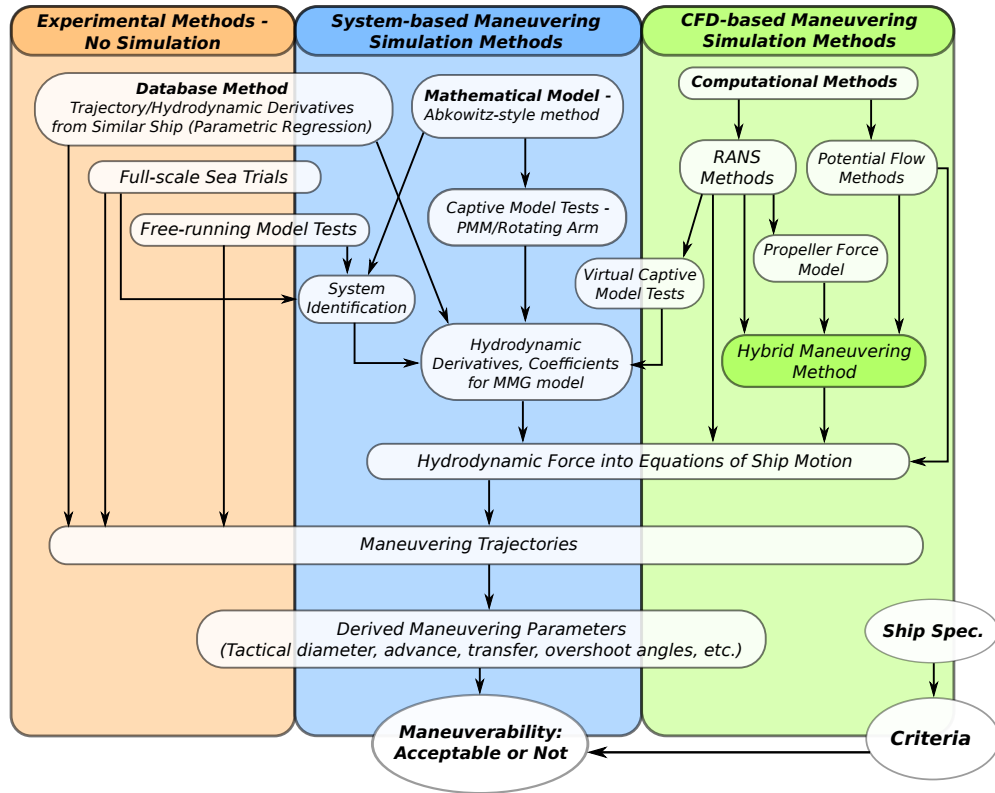 Experimental Methods -
No Simulation
System-based Maneuvering
Simulation Methods
CFD-based Maneuvering
Simulation Methods
Database Method
Trajectory/Hydrodynamic Derivatives
from Similar Ship (Parametric Regression)
Mathematical Model -
Abkowitz-style method
Computational Methods
RANS
Methods
Potential Flow
Methods
Full-scale Sea Trials
Captive Model Tests -
PMM/Rotating Arm
Free-running Model Tests
Propeller Force
Model
Virtual Captive
Model Tests
System
Identification
Hydrodynamic
Derivatives, Coefficients
for MMG model
Hybrid Maneuvering
Method
Hydrodynamic Force into Equations of Ship Motion
Maneuvering Trajectories
Derived Maneuvering Parameters
(Tactical diameter, advance, transfer, overshoot angles, etc.)
Ship Spec.
Maneuverability:
Acceptable or Not
Criteria